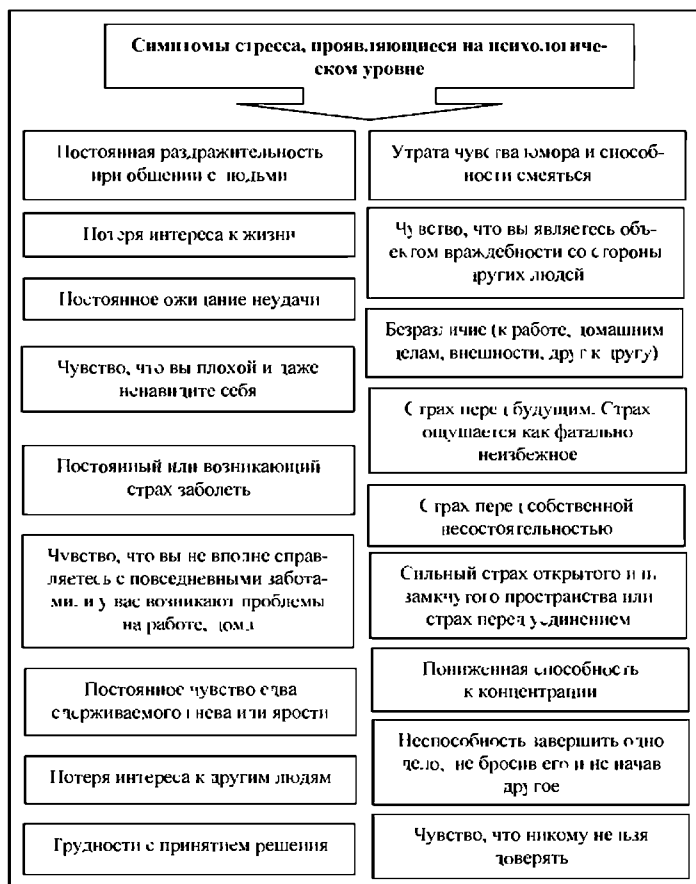 Симптомы стресса, проявляющиеся на психологиче-
ском уровне
Постоянная раздражительность
при общении с людьми
Потеря интереса к жизни
Постоянное ожидание неудачи
Чувство, что вы плохой и даже
ненавидите себя
Постоянный или возникающий
страх заболеть
Чувство, что вы не вполне справ-
ляетесь с повседневными забота-
ми, и у вас возникают проблемы
на работе, дома
Постоянное чувство едва
сдерживаемого гнева или ярости
Потеря интереса к другим людям
Трудности с принятием решения
Утрата чувства юмора и способ-
ности смеяться
Чувство, что вы являетесь объ-
ектом враждебности со стороны
других людей
Безразличие (к работе, домашним
делам, внешности, друг к другу)
Страх перед будущим. Страх
ощущается как фатально
неизбежное
Страх перед собственной
несостоятельностью
Сильный страх открытого или
замкнутого пространства или
страх перед уединением
Пониженная способность
к концентрации
Неспособность завершить одно
дело, не бросив его и не начав
другое
Чувство, что никому нельзя
доверять